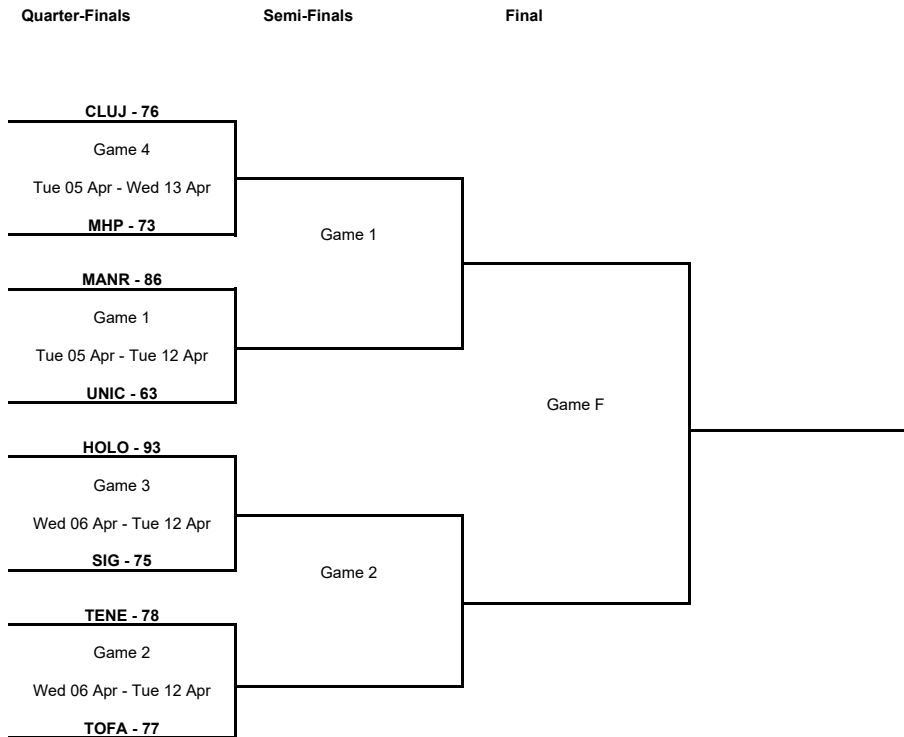 Quarter-Finals Semi-Finals Final
CLUJ - 76
Game 4
Tue 05 Apr - Wed 13 Apr
MHP - 73
Game 1
MANR - 86
Game 1
Tue 05 Apr - Tue 12 Apr
UNIC - 63
Game F
HOLO - 93
Game 3
Wed 06 Apr - Tue 12 Apr
SIG - 75
Game 2
TENE - 78
Game 2
Wed 06 Apr - Tue 12 Apr
TOFA - 77